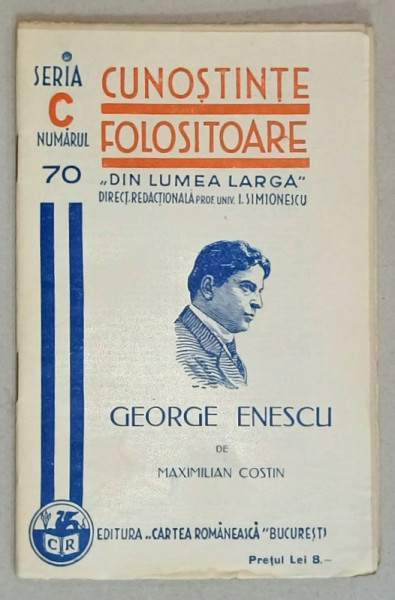 SERIA
C
NUMĂRUL
70
CUNOȘTINȚE
FOLOSITOARE
„DIN LUMEA LARGĂ"
DIRECT. REDACȚIONALĂ PROF. UNIV. I. SIMIONESCU
GEORGE ENESCU
DE
MAXIMILIAN COSTIN
C R
EDITURA „CARTEA ROMÂNEASCĂ" BUCUREȘTI
Prețul Lei 8.–